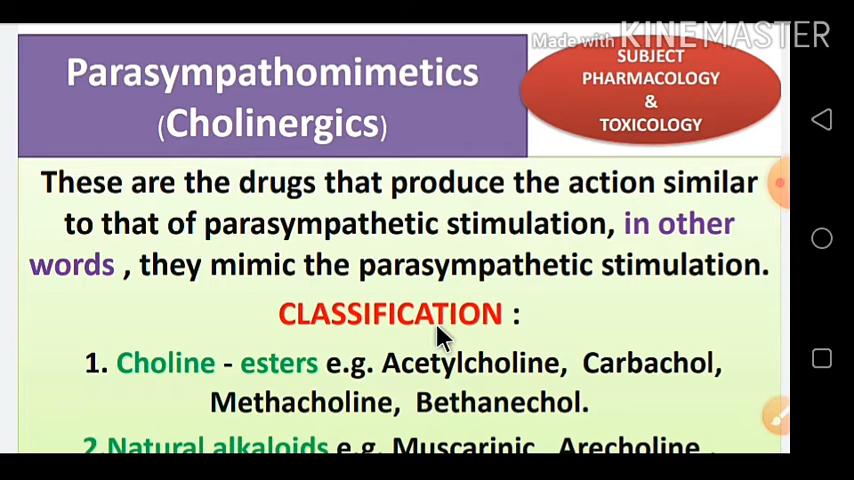 Made with KINEMASTER
Parasympathomimetics
(Cholinergics)
SUBJECT
PHARMACOLOGY
&
TOXICOLOGY
These are the drugs that produce the action similar
to that of parasympathetic stimulation, in other
words , they mimic the parasympathetic stimulation.
CLASSIFICATION :
1. Choline - esters e.g. Acetylcholine, Carbachol,
Methacholine, Bethanechol.
2.Natural alkaloids e.g. Muscarinic, Arecholine ,